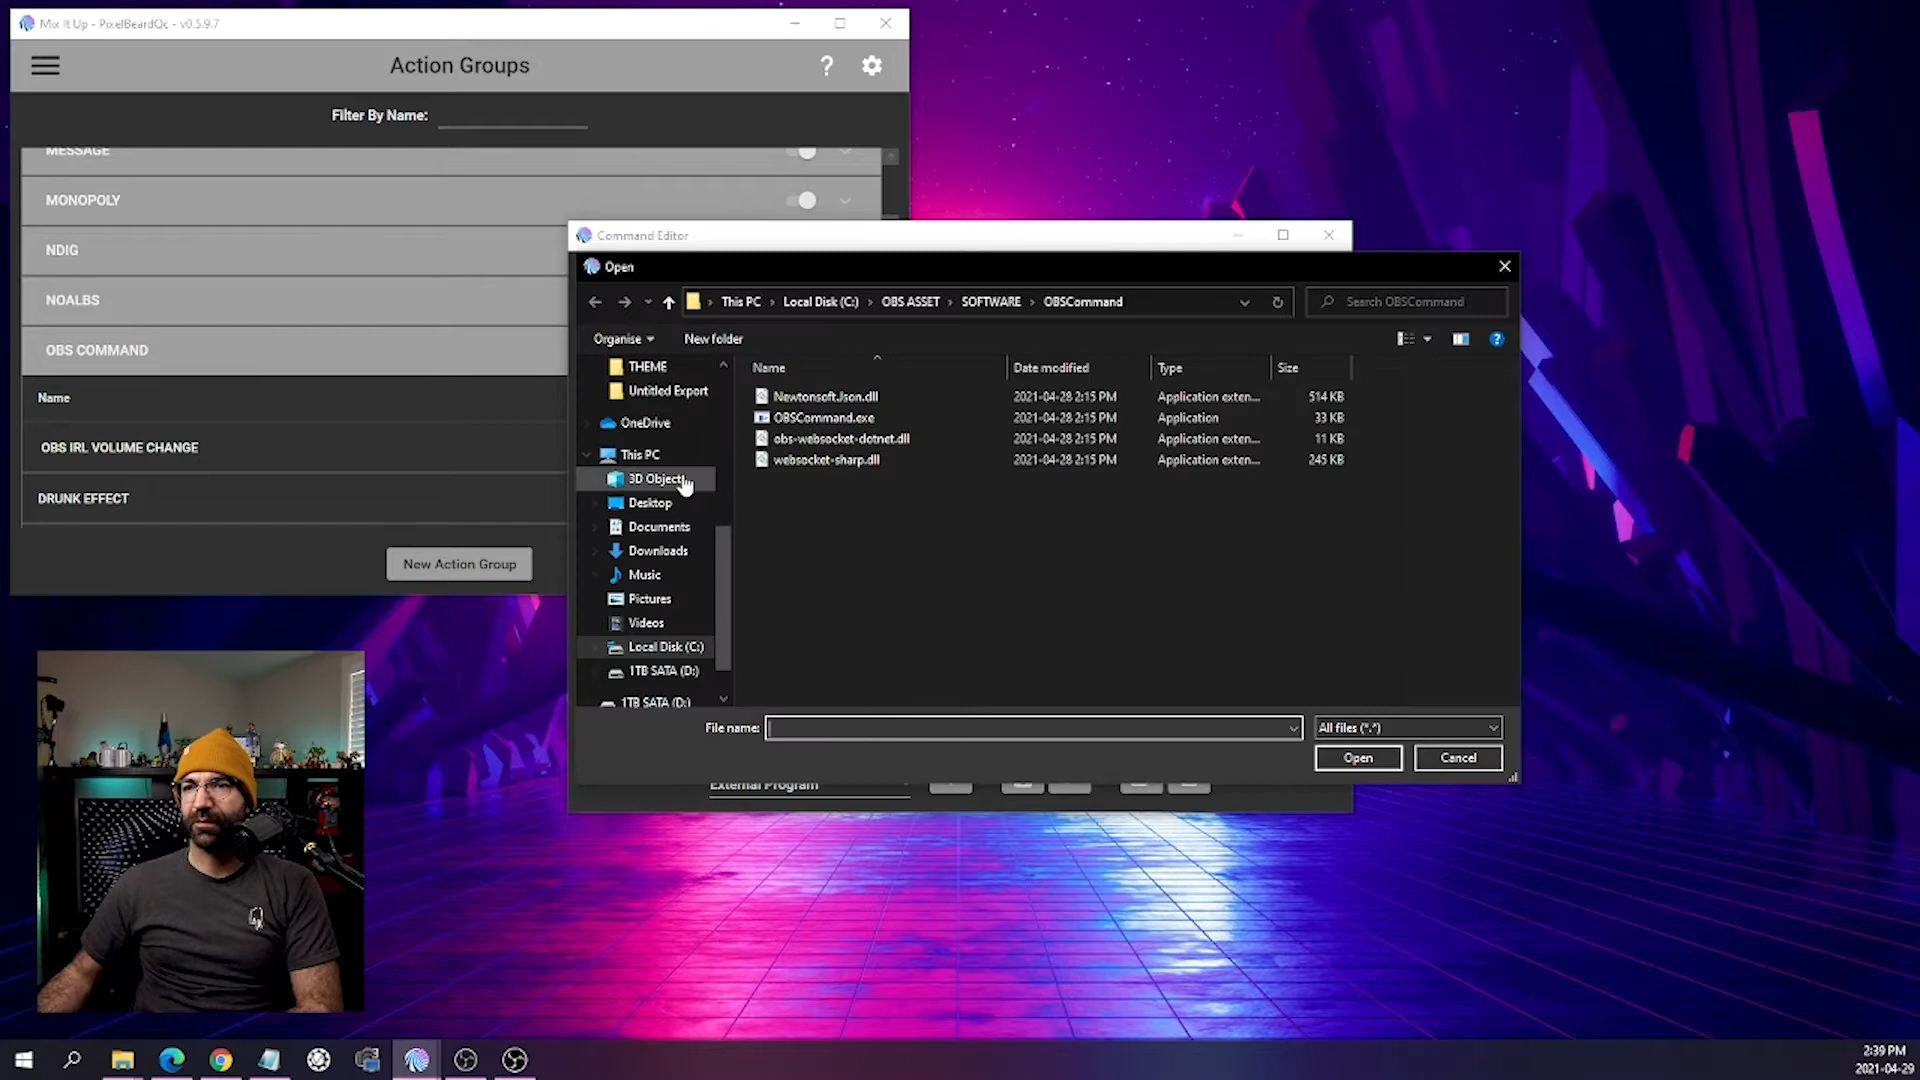 Mix It Up - PixelBeardQc - v0.5.9.7
Action Groups
?
Filter By Name:
MESSAGE
MONOPOLY
NDIG
NOALBS
OBS COMMAND
Name
OBS IRL VOLUME CHANGE
DRUNK EFFECT
New Action Group
Command Editor
Open
This PC › Local Disk (C:) › OBS ASSET › SOFTWARE › OBSCommand
Search OBSCommand
Organise
New folder
?
THEME
Untitled Export
OneDrive
This PC
3D Object
Desktop
Documents
Downloads
Music
Pictures
Videos
Local Disk (C:)
1TB SATA (D:)
1TB SATA (D:)
Name Date modified Type Size
Newtonsoft.Json.dll 2021-04-28 2:15 PM Application exten... 514 KB
OBSCommand.exe 2021-04-28 2:15 PM Application 33 KB
obs-websocket-dotnet.dll 2021-04-28 2:15 PM Application exten... 11 KB
websocket-sharp.dll 2021-04-28 2:15 PM Application exten... 245 KB
File name:
All files (*.*)
Open
Cancel
External Program
2:39 PM
2021-04-29